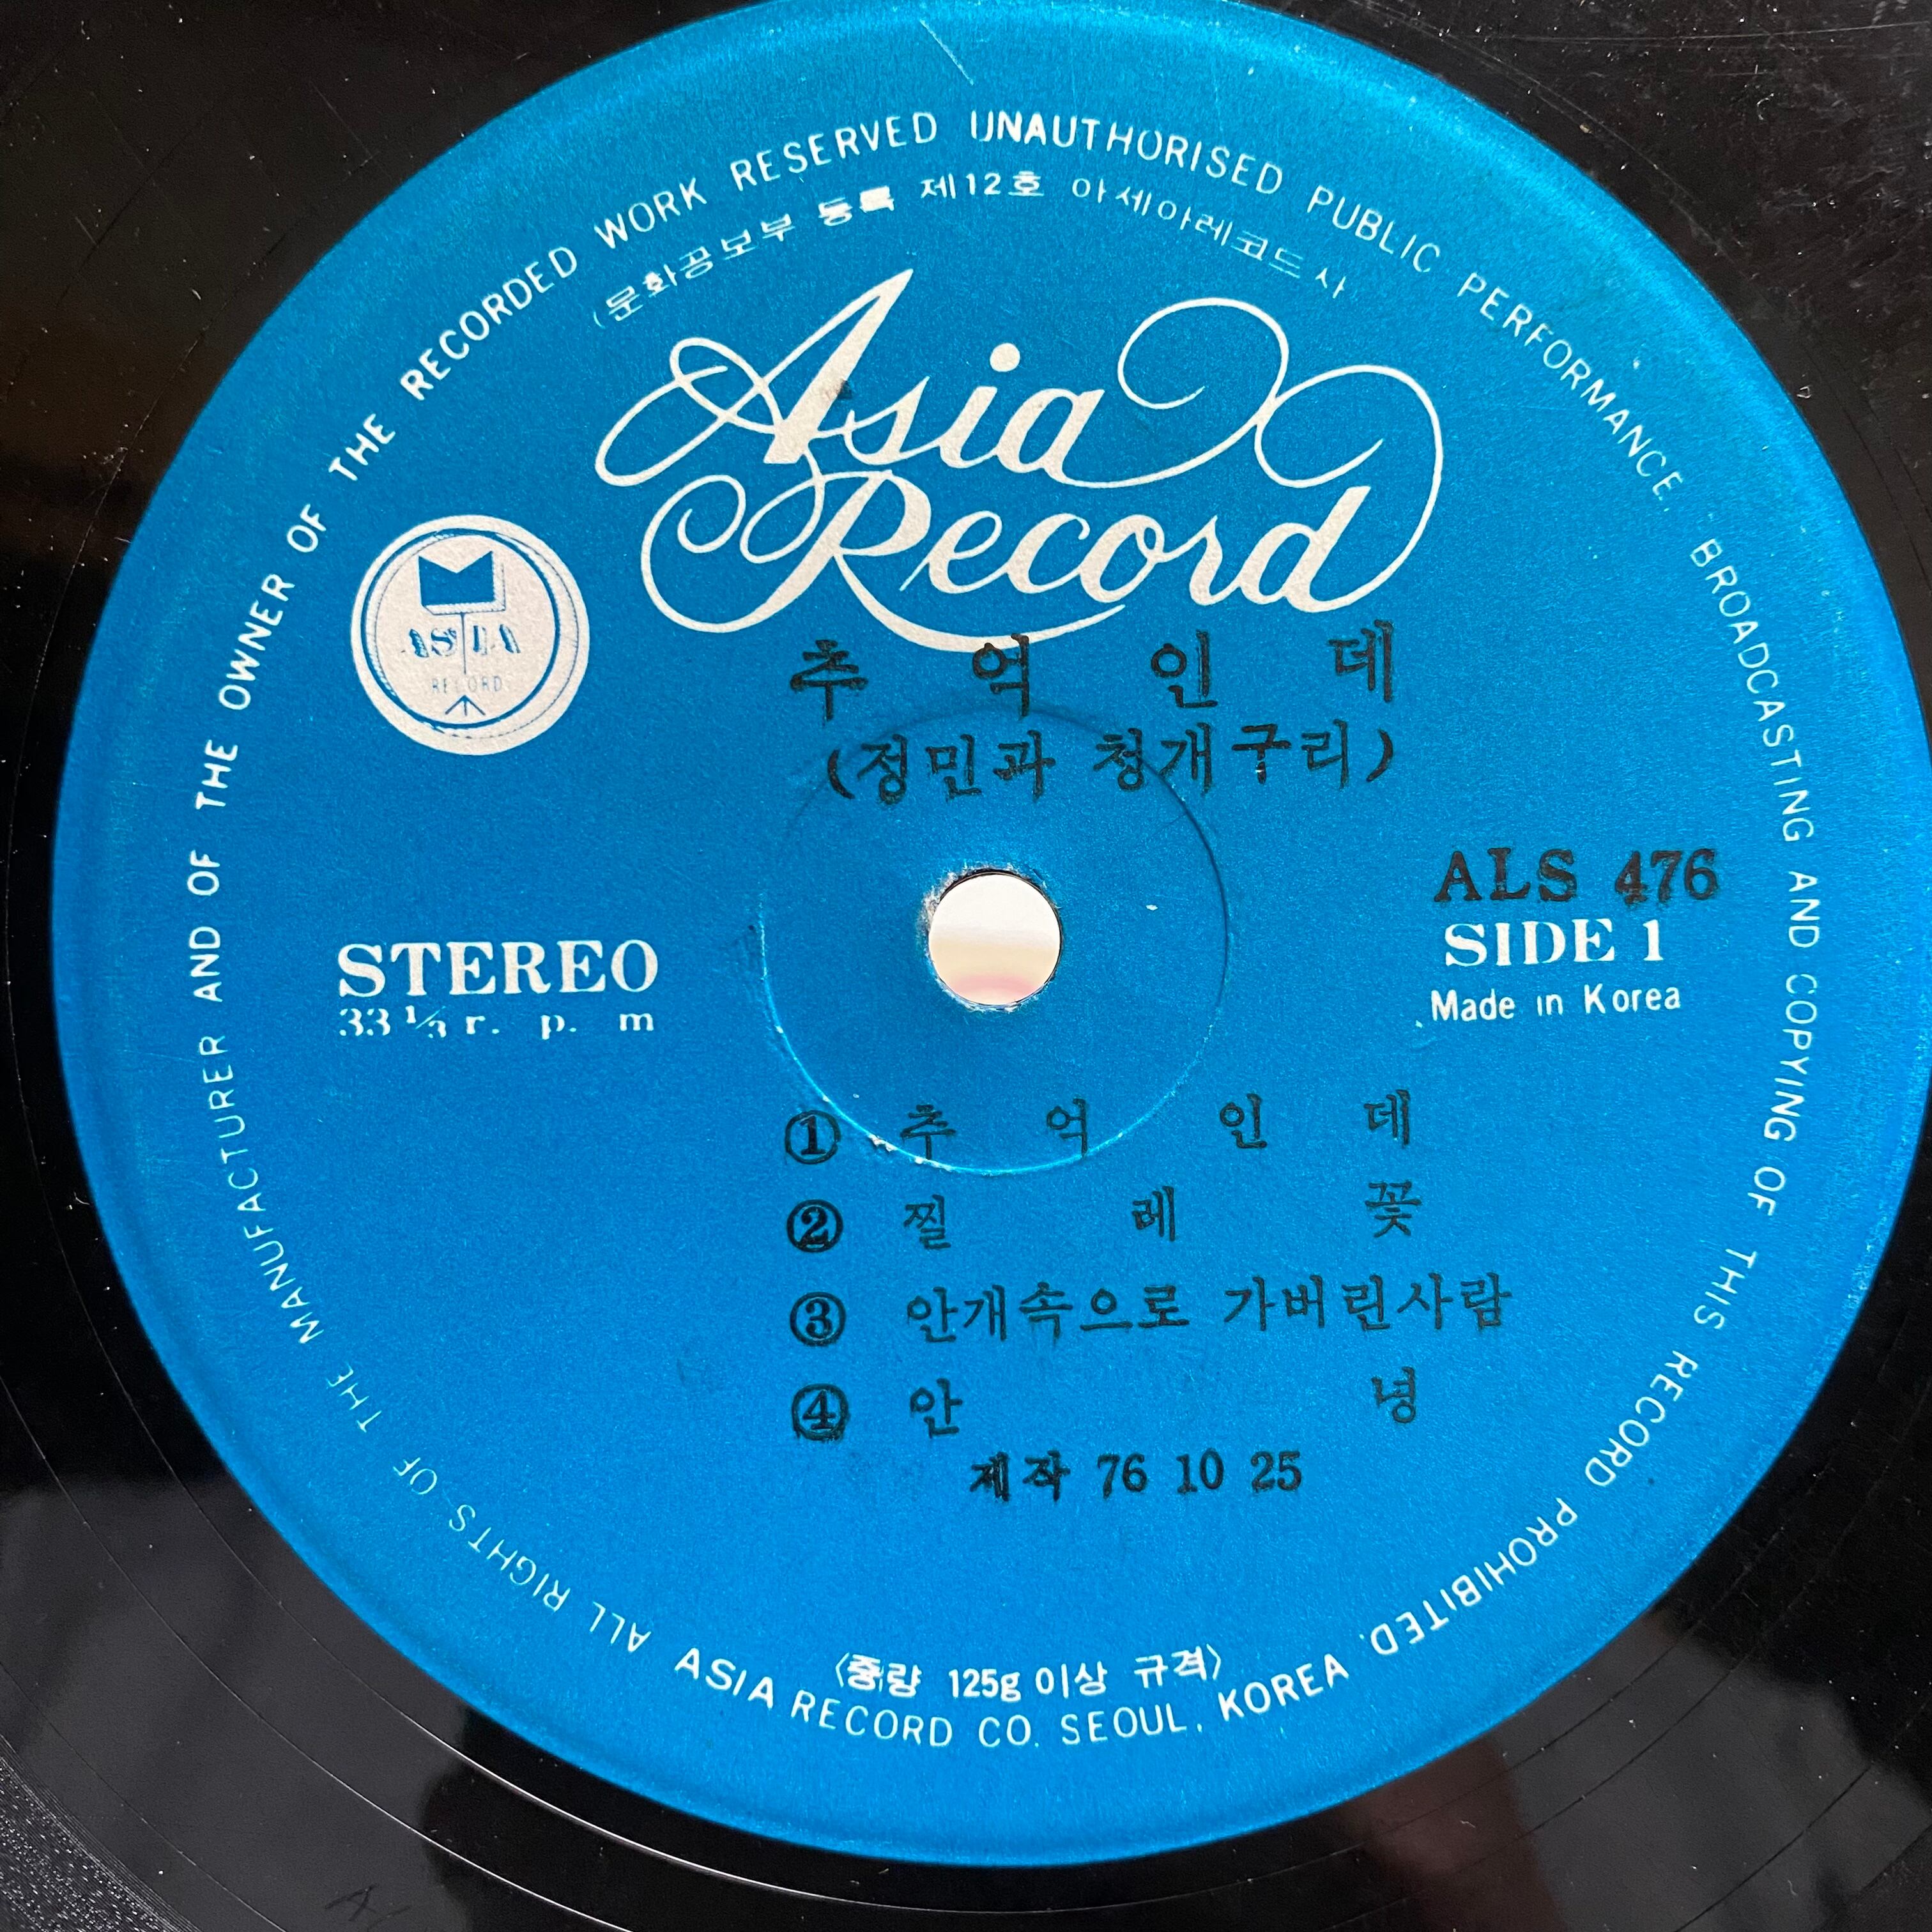 ALL RIGHTS OF THE MANUFACTURER AND OF THE OWNER OF THE RECORDED WORK RESERVED UNAUTHORISED PUBLIC PERFORMANCE. BROADCASTING AND COPYING OF THIS RECORD PROHIBITED.
(문화공보부 등록 제12호 아세아레코드사
Asia
Record
ASIA
RECORD
추억인데
(정민과 청개구리)
STEREO
33⅓ r. p. m
ALS 476
SIDE 1
Made in Korea
① 추억인데
② 찔레꽃
③ 안개속으로 가버린사람
④ 안녕
제작 76 10 25
〈중량 125g 이상 규격〉
ASIA RECORD CO. SEOUL. KOREA